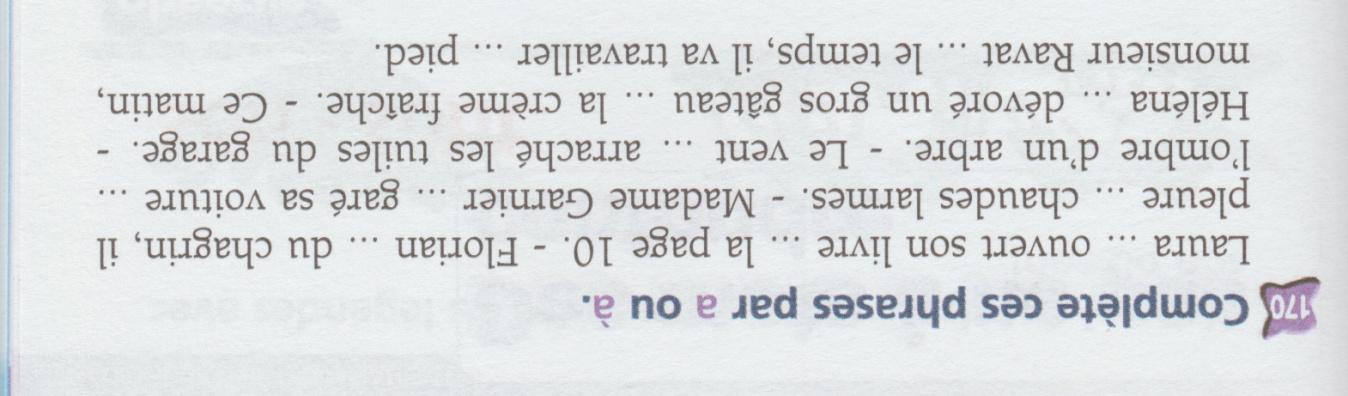 170 Complète ces phrases par a ou à.
Laura ... ouvert son livre ... la page 10. - Florian ... du chagrin, il
pleure ... chaudes larmes. - Madame Garnier ... garé sa voiture ...
l'ombre d'un arbre. - Le vent ... arraché les tuiles du garage. -
Héléna ... dévoré un gros gâteau ... la crème fraîche. - Ce matin,
monsieur Ravat ... le temps, il va travailler ... pied.